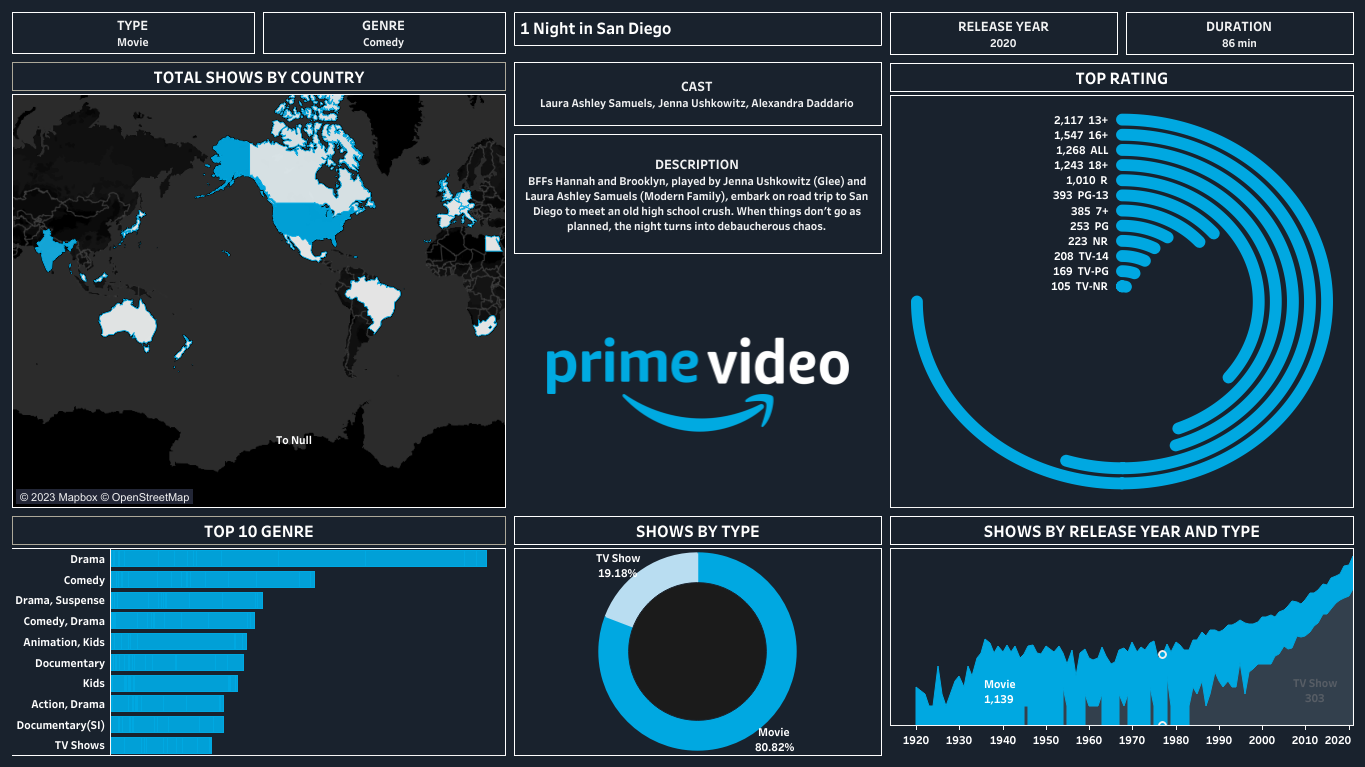 TYPE
Movie
GENRE
Comedy
1 Night in San Diego
RELEASE YEAR
2020
DURATION
86 min
TOTAL SHOWS BY COUNTRY
To Null
© 2023 Mapbox © OpenStreetMap
CAST
Laura Ashley Samuels, Jenna Ushkowitz, Alexandra Daddario
DESCRIPTION
BFFs Hannah and Brooklyn, played by Jenna Ushkowitz (Glee) and
Laura Ashley Samuels (Modern Family), embark on road trip to San
Diego to meet an old high school crush. When things don’t go as
planned, the night turns into debaucherous chaos.
prime video
TOP RATING
2,117 13+
1,547 16+
1,268 ALL
1,243 18+
1,010 R
393 PG-13
385 7+
253 PG
223 NR
208 TV-14
169 TV-PG
105 TV-NR
TOP 10 GENRE
Drama
Comedy
Drama, Suspense
Comedy, Drama
Animation, Kids
Documentary
Kids
Action, Drama
Documentary(SI)
TV Shows
SHOWS BY TYPE
TV Show
19.18%
Movie
80.82%
SHOWS BY RELEASE YEAR AND TYPE
Movie
1,139
TV Show
303
1920 1930 1940 1950 1960 1970 1980 1990 2000 2010 2020